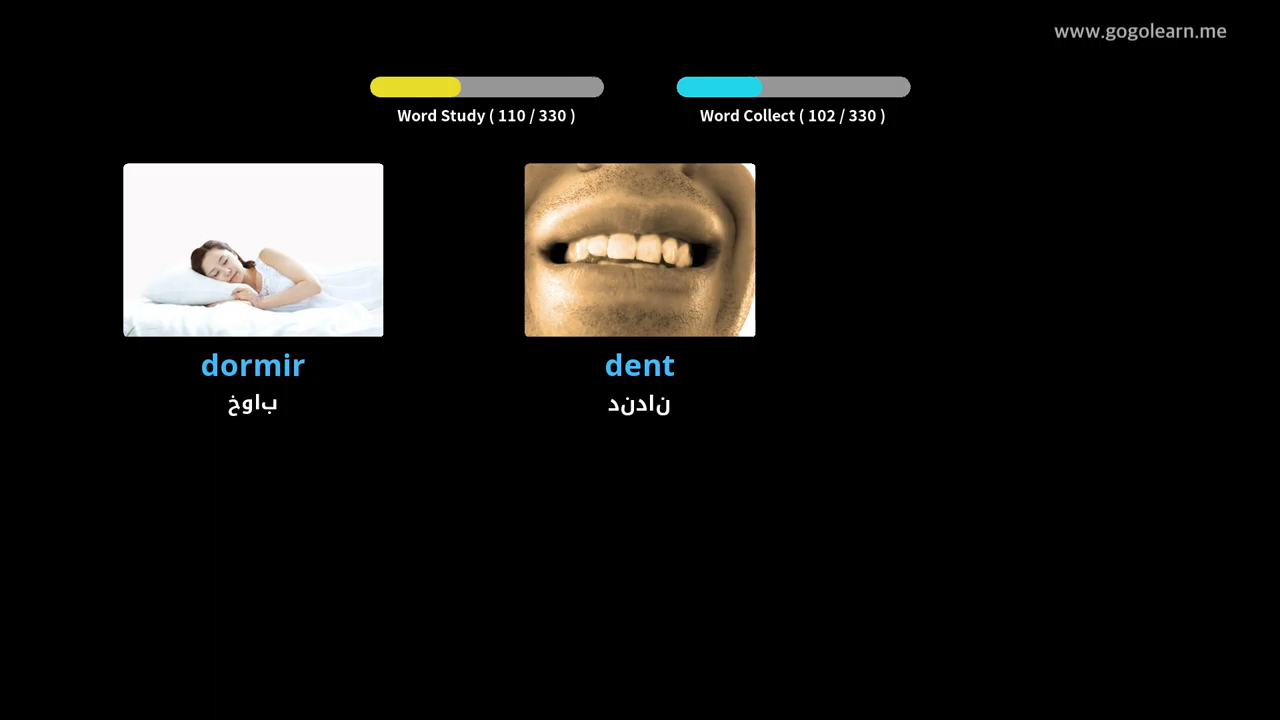 www.gogolearn.me
Word Study ( 110 / 330 )
Word Collect ( 102 / 330 )
dormir
باوخ
dent
نادند